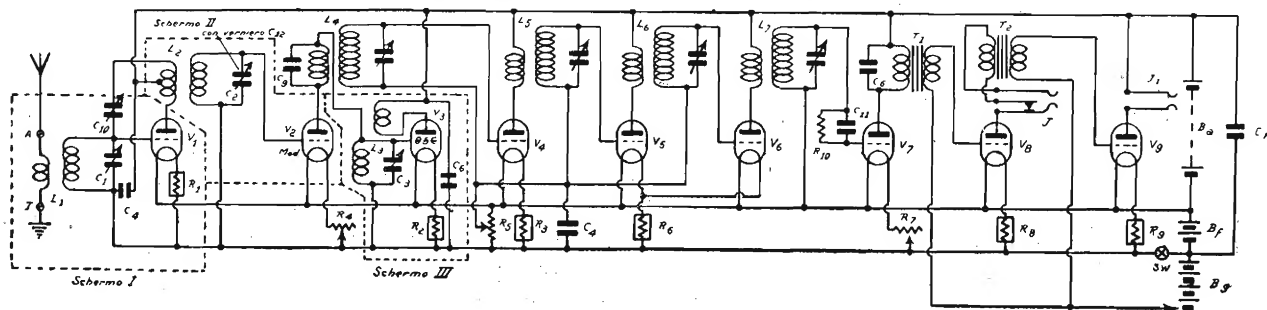 Schermo II
con verniero C32
L2
L4
L5
L6
L7
T1
T2
C9
C2
C6
J1
A
C10
V1
V2
Mod
V3
OSC
V4
V5
V6
C11
R10
V7
V8
J
V9
Ba
C1
L3
C3
C6
T
L1
C4
R1
R4
R2
R5
R3
C4
R6
R7
R8
R9
Bf
SW
Bg
Schermo I
Schermo III